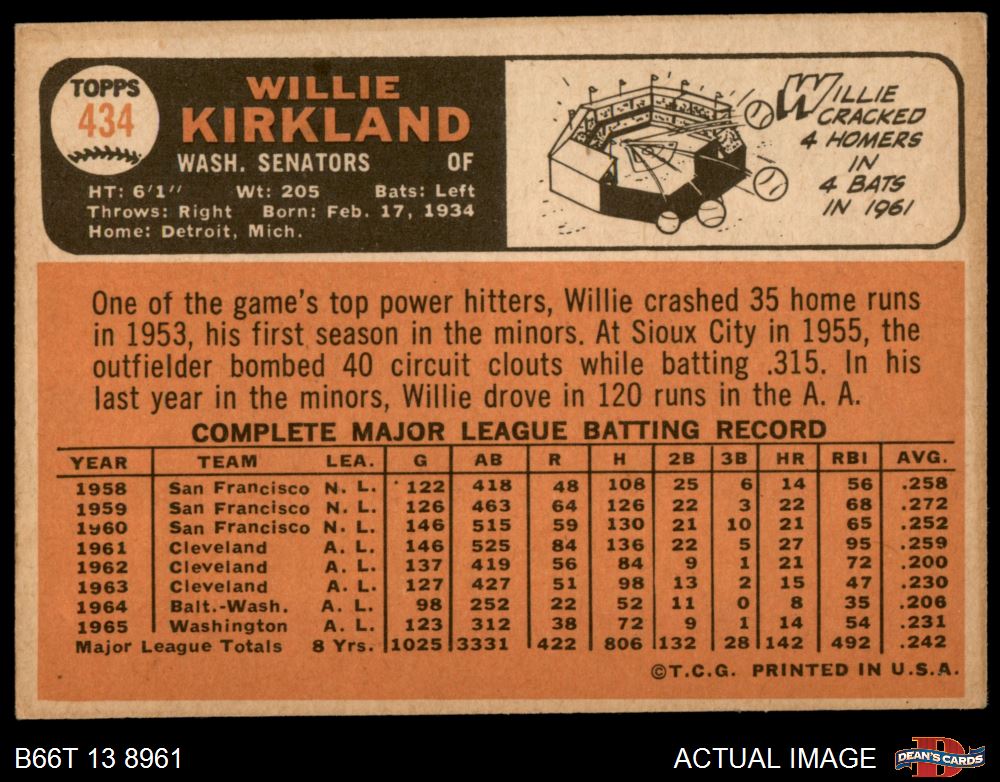 TOPPS
434
WILLIE
KIRKLAND
WASH. SENATORS OF
HT: 6'1" Wt: 205 Bats: Left
Throws: Right Born: Feb. 17, 1934
Home: Detroit, Mich.
WILLIE
CRACKED
4 HOMERS
IN
4 BATS
IN 1961
One of the game's top power hitters, Willie crashed 35 home runs
in 1953, his first season in the minors. At Sioux City in 1955, the
outfielder bombed 40 circuit clouts while batting .315. In his
last year in the minors, Willie drove in 120 runs in the A. A.
COMPLETE MAJOR LEAGUE BATTING RECORD
YEAR TEAM LEA. G AB R H 2B 3B HR RBI AVG.
1958 San Francisco N. L. 122 418 48 108 25 6 14 56 .258
1959 San Francisco N. L. 126 463 64 126 22 3 22 68 .272
1960 San Francisco N. L. 146 515 59 130 21 10 21 65 .252
1961 Cleveland A. L. 146 525 84 136 22 5 27 95 .259
1962 Cleveland A. L. 137 419 56 84 9 1 21 72 .200
1963 Cleveland A. L. 127 427 51 98 13 2 15 47 .230
1964 Balt.-Wash. A. L. 98 252 22 52 11 0 8 35 .206
1965 Washington A. L. 123 312 38 72 9 1 14 54 .231
Major League Totals 8 Yrs. 1025 3331 422 806 132 28 142 492 .242
©T.C.G. PRINTED IN U.S.A.
B66T 13 8961 ACTUAL IMAGE D DEAN'S CARDS